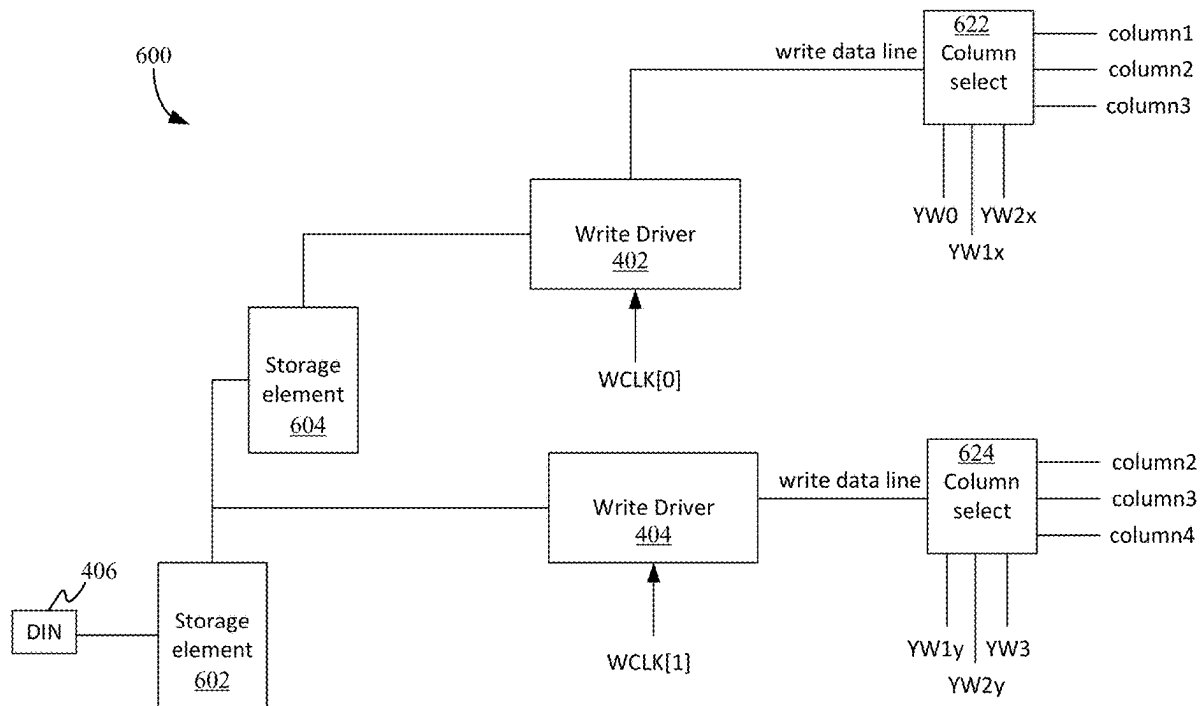 600
622
Column
select
write data line
column1
column2
column3
YW0
YW2x
YW1x
Write Driver
402
WCLK[0]
Storage
element
604
Write Driver
404
WCLK[1]
write data line
624
Column
select
column2
column3
column4
YW1y
YW3
YW2y
406
DIN
Storage
element
602